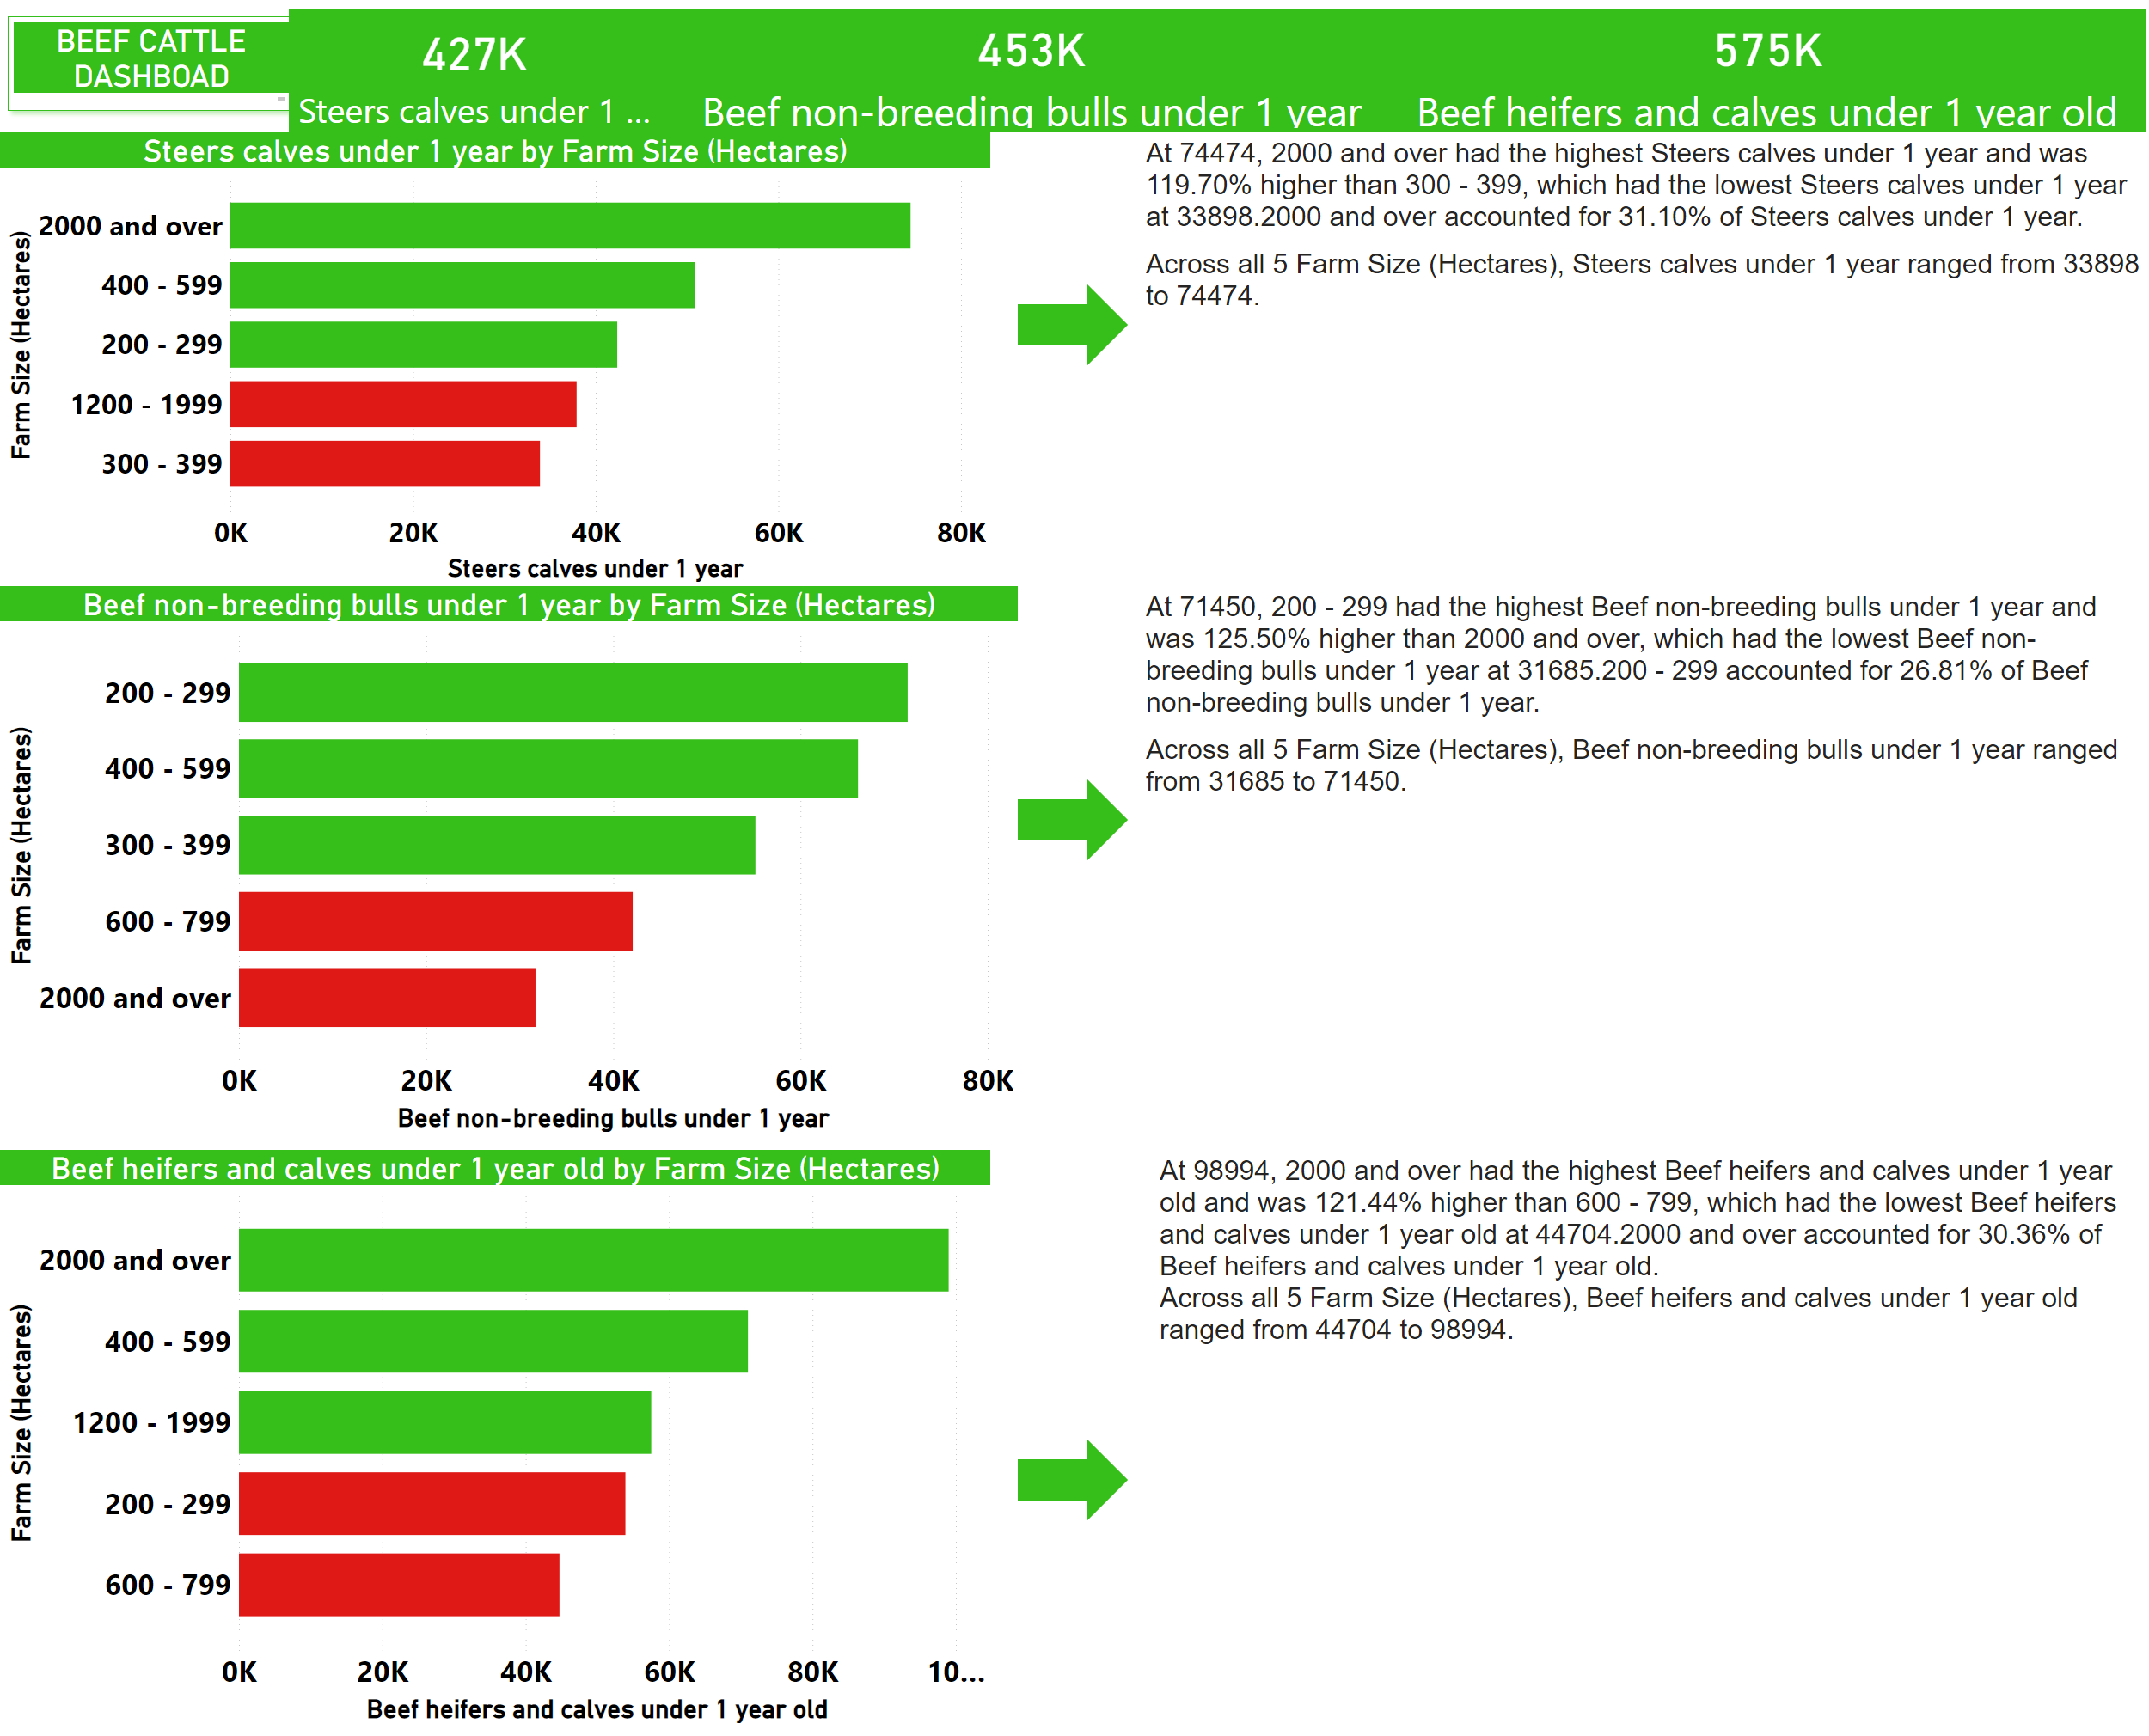 BEEF CATTLE
DASHBOAD
427K
Steers calves under 1 ...
453K
Beef non-breeding bulls under 1 year
575K
Beef heifers and calves under 1 year old
Steers calves under 1 year by Farm Size (Hectares)
Farm Size (Hectares)
2000 and over
400 - 599
200 - 299
1200 - 1999
300 - 399
0K 20K 40K 60K 80K
Steers calves under 1 year
At 74474, 2000 and over had the highest Steers calves under 1 year and was
119.70% higher than 300 - 399, which had the lowest Steers calves under 1 year
at 33898.2000 and over accounted for 31.10% of Steers calves under 1 year.
Across all 5 Farm Size (Hectares), Steers calves under 1 year ranged from 33898
to 74474.
Beef non-breeding bulls under 1 year by Farm Size (Hectares)
Farm Size (Hectares)
200 - 299
400 - 599
300 - 399
600 - 799
2000 and over
0K 20K 40K 60K 80K
Beef non-breeding bulls under 1 year
At 71450, 200 - 299 had the highest Beef non-breeding bulls under 1 year and
was 125.50% higher than 2000 and over, which had the lowest Beef non-
breeding bulls under 1 year at 31685.200 - 299 accounted for 26.81% of Beef
non-breeding bulls under 1 year.
Across all 5 Farm Size (Hectares), Beef non-breeding bulls under 1 year ranged
from 31685 to 71450.
Beef heifers and calves under 1 year old by Farm Size (Hectares)
Farm Size (Hectares)
2000 and over
400 - 599
1200 - 1999
200 - 299
600 - 799
0K 20K 40K 60K 80K 10...
Beef heifers and calves under 1 year old
At 98994, 2000 and over had the highest Beef heifers and calves under 1 year
old and was 121.44% higher than 600 - 799, which had the lowest Beef heifers
and calves under 1 year old at 44704.2000 and over accounted for 30.36% of
Beef heifers and calves under 1 year old.
Across all 5 Farm Size (Hectares), Beef heifers and calves under 1 year old
ranged from 44704 to 98994.